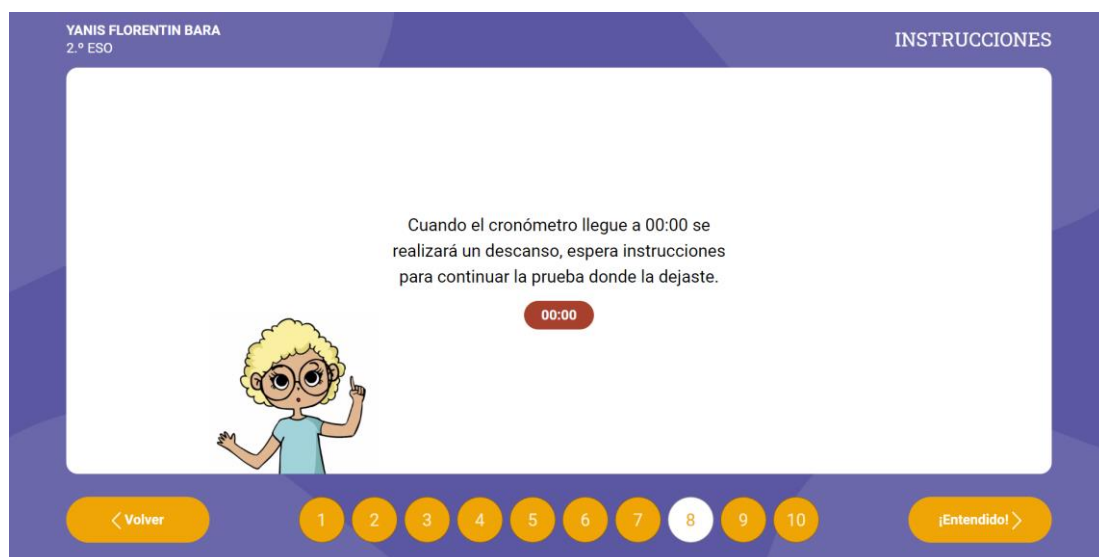 YANIS FLORENTIN BARA
2.º ESO
INSTRUCCIONES
Cuando el cronómetro llegue a 00:00 se
realizará un descanso, espera instrucciones
para continuar la prueba donde la dejaste.
00:00
Volver
1 2 3 4 5 6 7 8 9 10
¡Entendido!